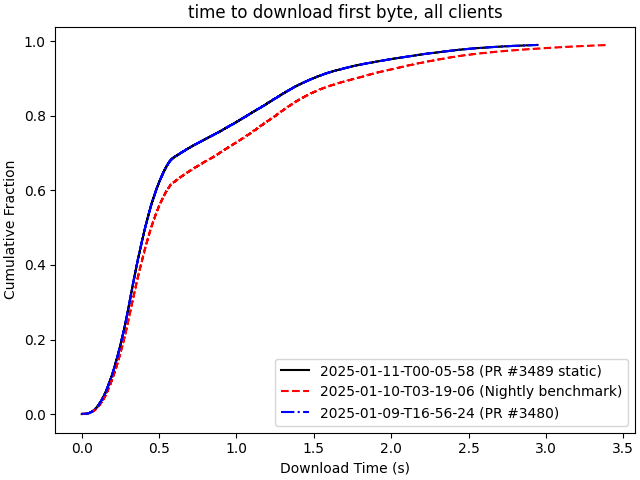 time to download first byte, all clients
1.0
0.8
0.6
0.4
0.2
0.0
Cumulative Fraction
2025-01-11-T00-05-58 (PR #3489 static)
2025-01-10-T03-19-06 (Nightly benchmark)
2025-01-09-T16-56-24 (PR #3480)
0.0 0.5 1.0 1.5 2.0 2.5 3.0 3.5
Download Time (s)